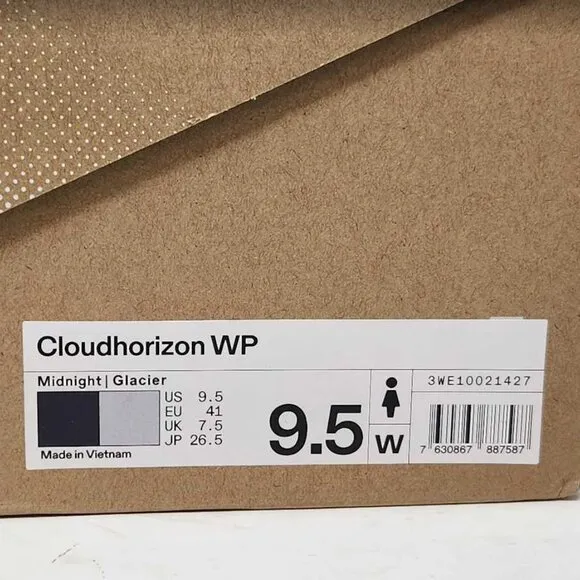 Cloudhorizon WP
Midnight | Glacier
US 9.5
EU 41
UK 7.5
JP 26.5
Made in Vietnam
9.5
W
3WE10021427
7 630867 887587